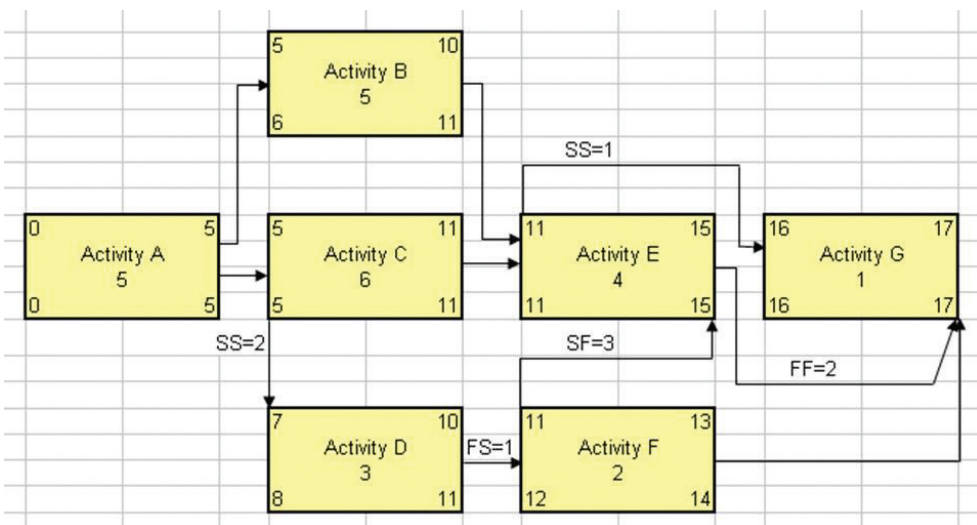 5 10
Activity B
5
6 11
SS=1
0 5
Activity A
5
0 5
5 11
Activity C
6
5 11
11 15
Activity E
4
11 15
16 17
Activity G
1
16 17
SS=2
SF=3
FF=2
7 10
Activity D
3
8 11
FS=1
11 13
Activity F
2
12 14